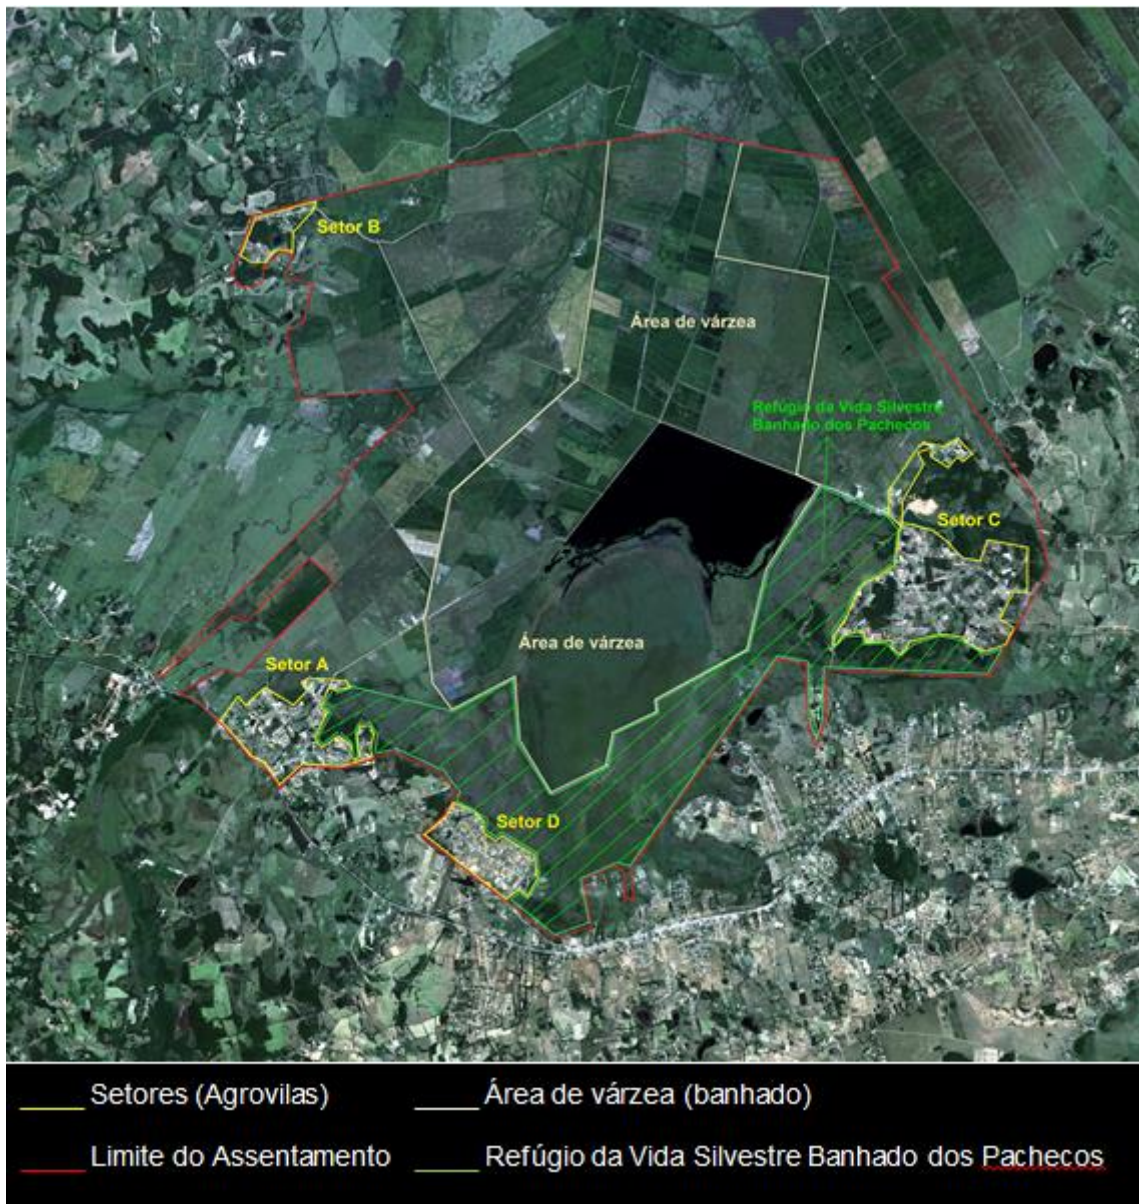 Setor B
Área de várzea
Refúgio da Vida Silvestre
Banhado dos Pachecos
Setor C
Área de várzea
Setor A
Setor D
Setores (Agrovilas)
Área de várzea (banhado)
Limite do Assentamento
Refúgio da Vida Silvestre Banhado dos Pachecos